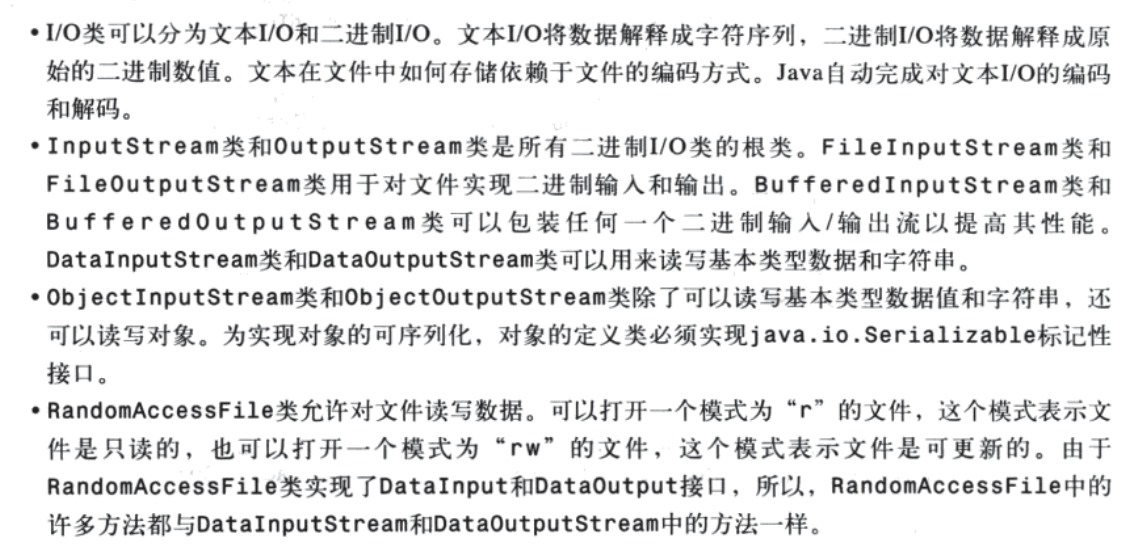 •I/O类可以分为文本I/O和二进制I/O。文本I/O将数据解释成字符序列，二进制I/O将数据解释成原
始的二进制数值。文本在文件中如何存储依赖于文件的编码方式。Java自动完成对文本I/O的编码
和解码。
•InputStream类和OutputStream类是所有二进制I/O类的根类。FileInputStream类和
FileOutputStream类用于对文件实现二进制输入和输出。BufferedInputStream类和
BufferedOutputStream类可以包装任何一个二进制输入/输出流以提高其性能。
DataInputStream类和DataOutputStream类可以用来读写基本类型数据和字符串。
•ObjectInputStream类和ObjectOutputStream类除了可以读写基本类型数据值和字符串，还
可以读写对象。为实现对象的可序列化，对象的定义类必须实现java.io.Serializable标记性
接口。
•RandomAccessFile类允许对文件读写数据。可以打开一个模式为“r”的文件，这个模式表示文
件是只读的，也可以打开一个模式为“rw”的文件，这个模式表示文件是可更新的。由于
RandomAccessFile类实现了DataInput和DataOutput接口，所以，RandomAccessFile中的
许多方法都与DataInputStream和DataOutputStream中的方法一样。